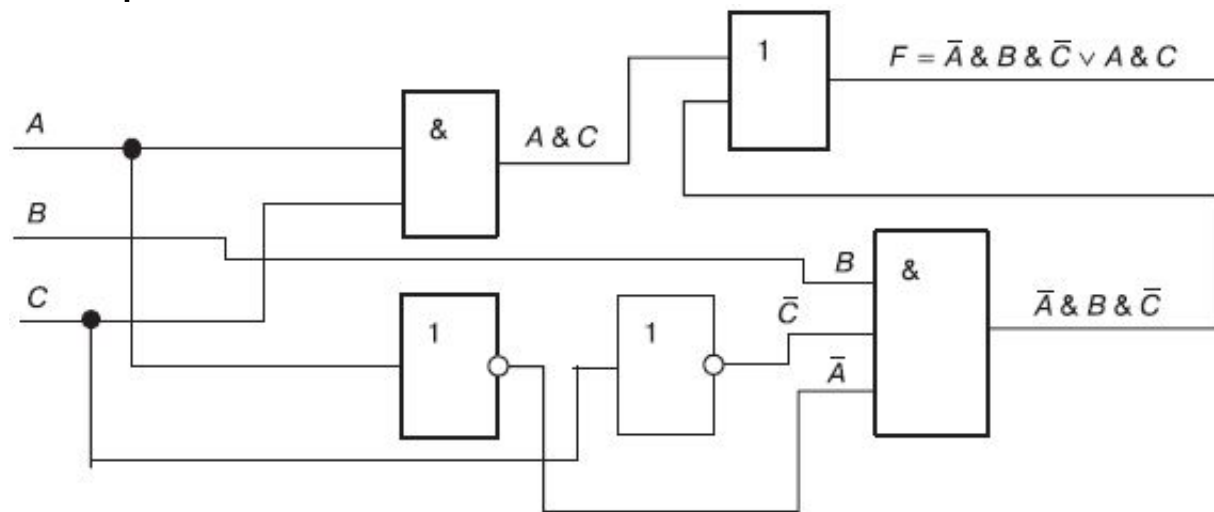 1
F = A̅ & B & C̅ ∨ A & C
A
&
A & C
B
B
&
C
1
1
C̅
A̅ & B & C̅
A̅